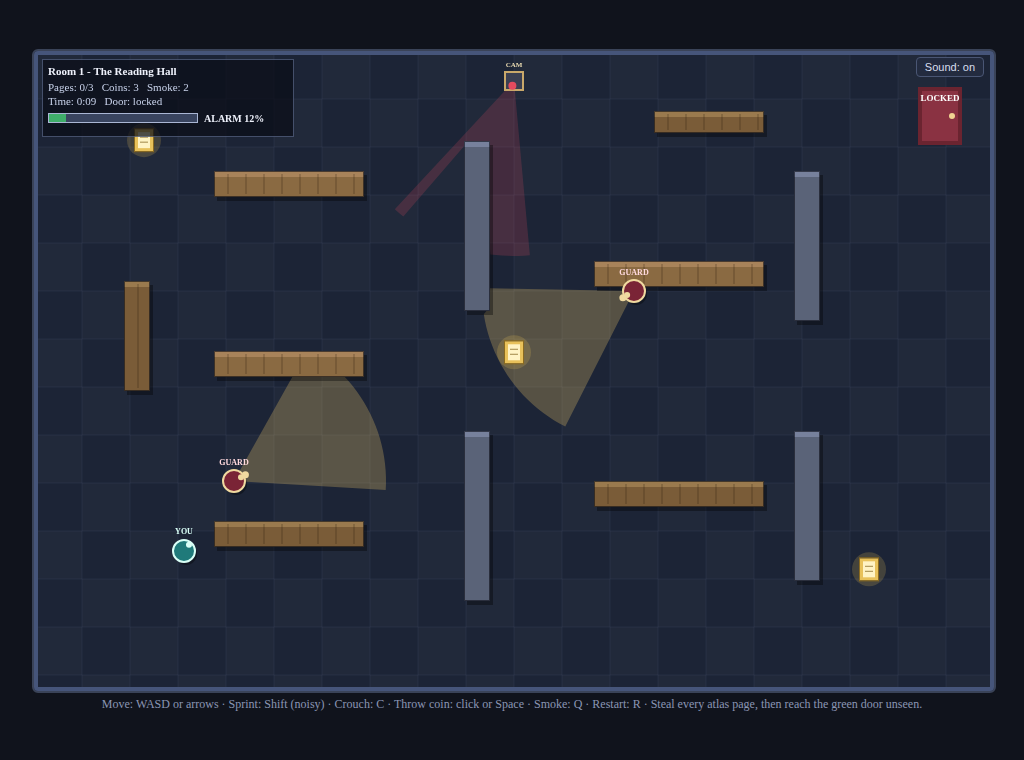 Room 1 - The Reading Hall
Pages: 0/3 Coins: 3 Smoke: 2
Time: 0:09 Door: locked
ALARM 12%
CAM
Sound: on
LOCKED
GUARD
GUARD
YOU
Move: WASD or arrows · Sprint: Shift (noisy) · Crouch: C · Throw coin: click or Space · Smoke: Q · Restart: R · Steal every atlas page, then reach the green door unseen.